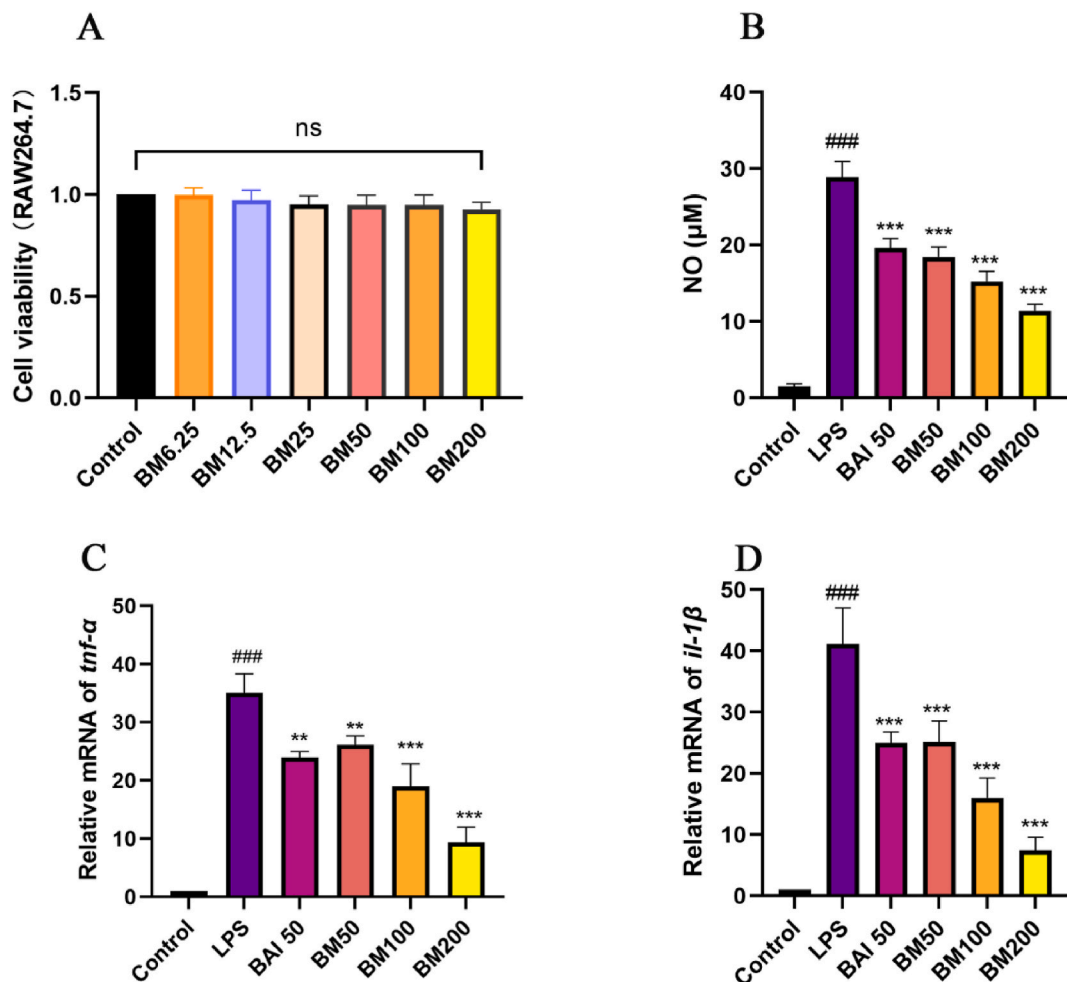 A
Cell viaability（RAW264.7）
1.5
1.0
0.5
0.0
ns
Control
BM6.25
BM12.5
BM25
BM50
BM100
BM200
B
NO (μM)
40
30
20
10
0
###
***
***
***
***
Control
LPS
BAI 50
BM50
BM100
BM200
C
Relative mRNA of tnf-α
50
40
30
20
10
0
###
**
**
***
***
Control
LPS
BAI 50
BM50
BM100
BM200
D
Relative mRNA of il-1β
50
40
30
20
10
0
###
***
***
***
***
Control
LPS
BAI 50
BM50
BM100
BM200